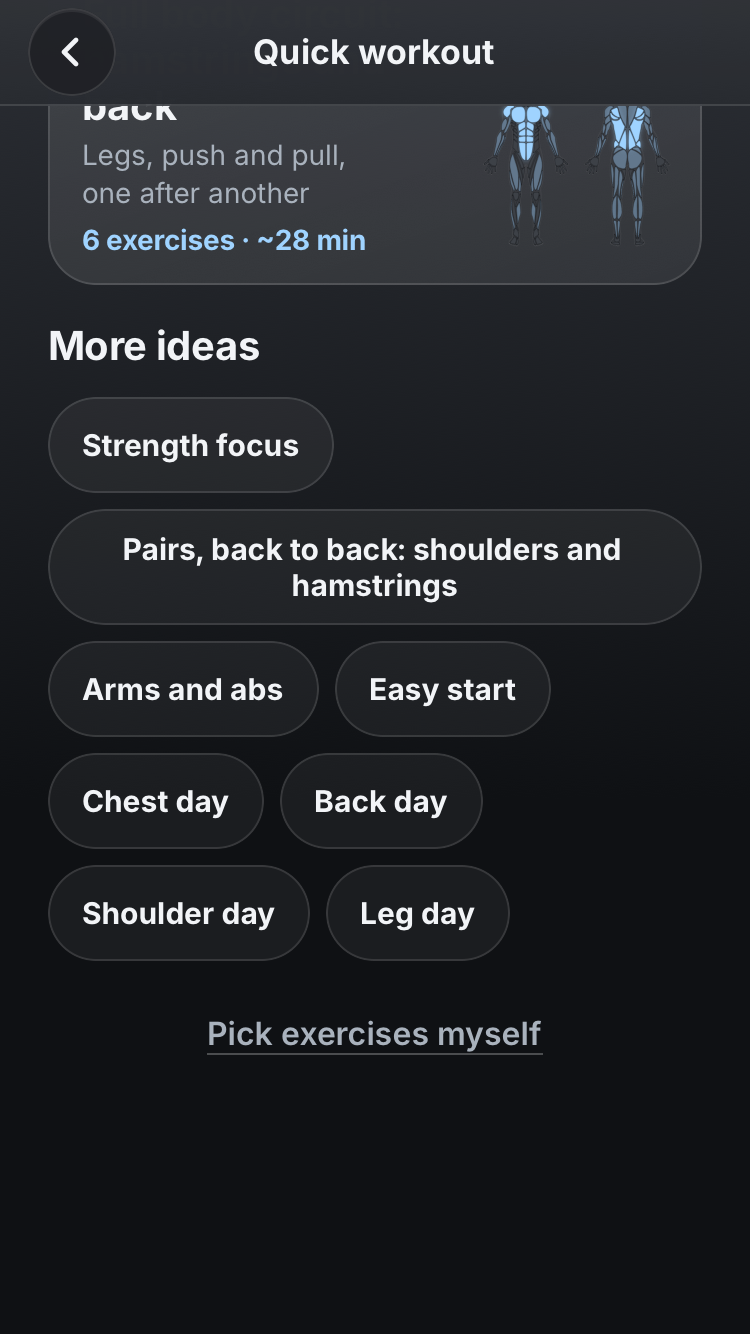 Quick workout
back
Legs, push and pull,
one after another
6 exercises · ~28 min
More ideas
Strength focus
Pairs, back to back: shoulders and
hamstrings
Arms and abs
Easy start
Chest day
Back day
Shoulder day
Leg day
Pick exercises myself